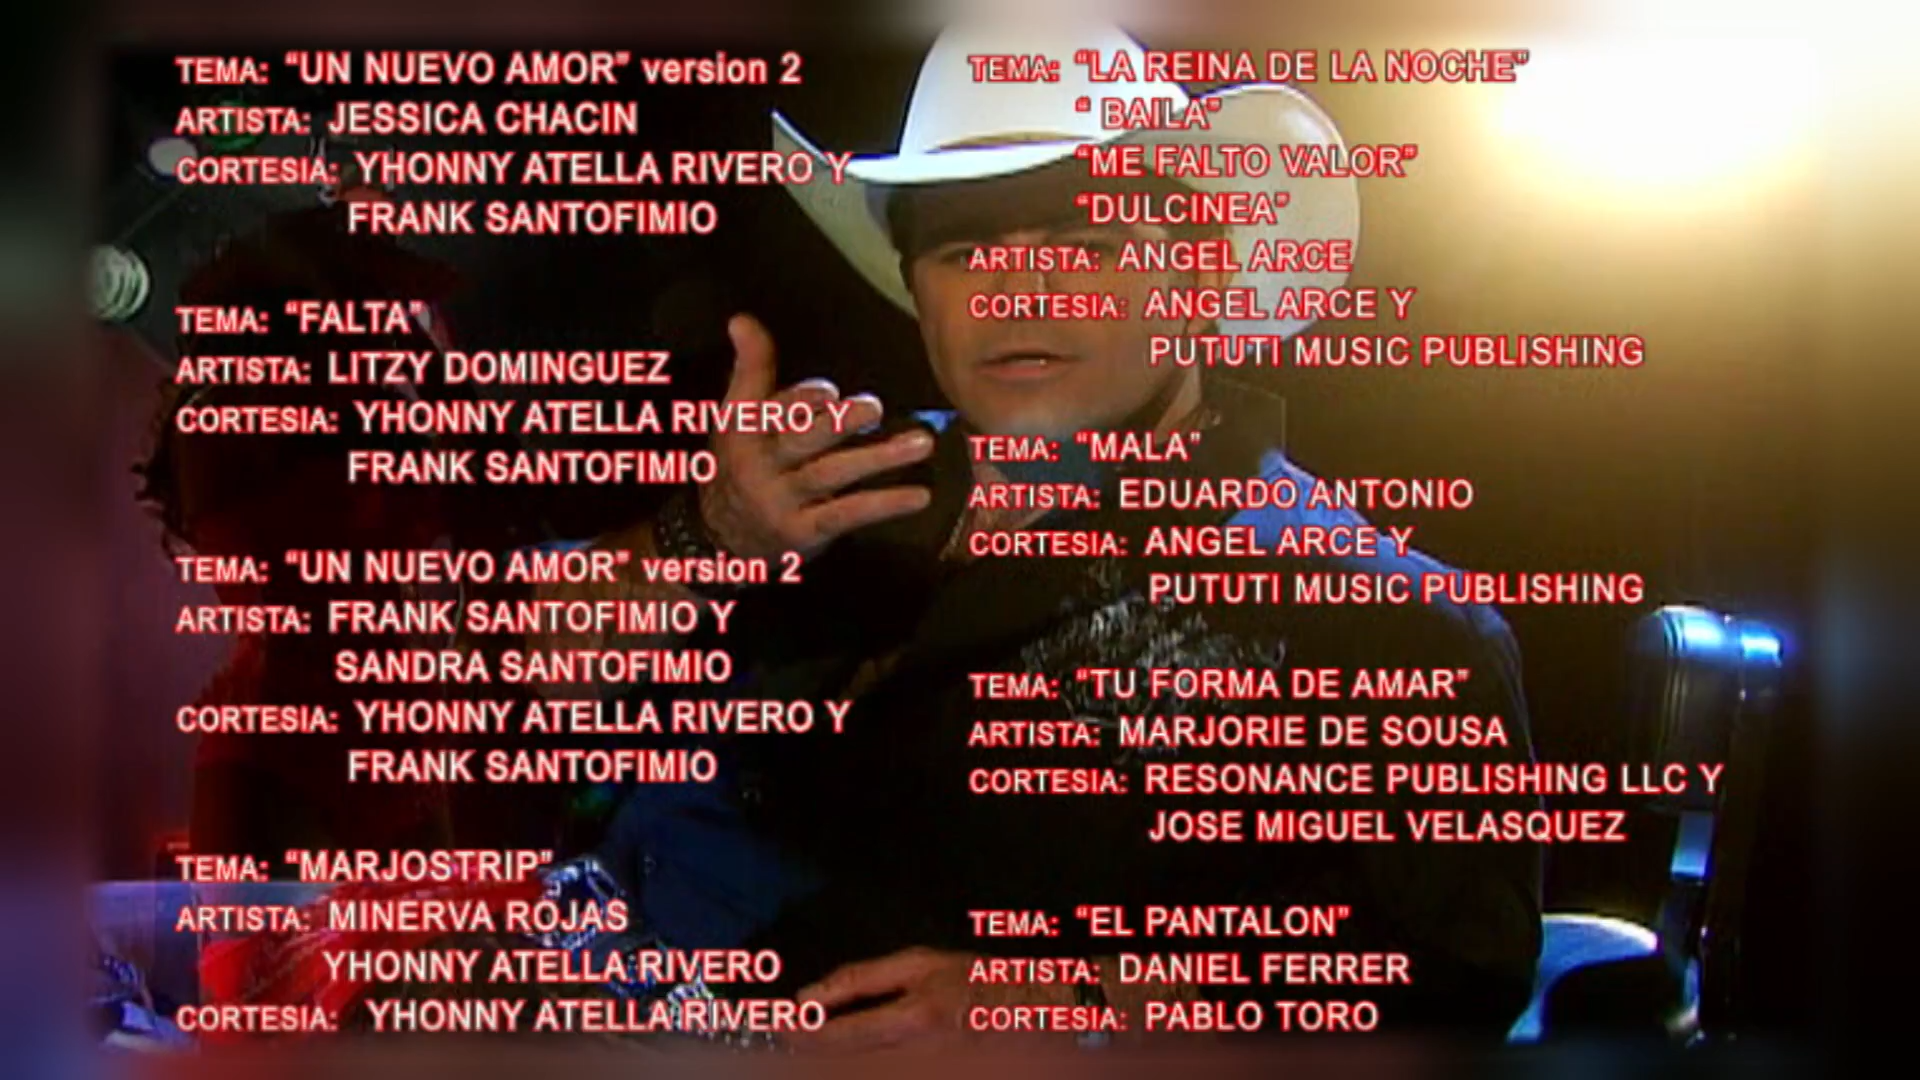 TEMA: “UN NUEVO AMOR” version 2
ARTISTA: JESSICA CHACIN
CORTESIA: YHONNY ATELLA RIVERO Y
FRANK SANTOFIMIO
TEMA: “FALTA”
ARTISTA: LITZY DOMINGUEZ
CORTESIA: YHONNY ATELLA RIVERO Y
FRANK SANTOFIMIO
TEMA: “UN NUEVO AMOR” version 2
ARTISTA: FRANK SANTOFIMIO Y
SANDRA SANTOFIMIO
CORTESIA: YHONNY ATELLA RIVERO Y
FRANK SANTOFIMIO
TEMA: “MARJOSTRIP”
ARTISTA: MINERVA ROJAS
YHONNY ATELLA RIVERO
CORTESIA: YHONNY ATELLA RIVERO
TEMA: “LA REINA DE LA NOCHE”
“ BAILA”
“ME FALTO VALOR”
“DULCINEA”
ARTISTA: ANGEL ARCE
CORTESIA: ANGEL ARCE Y
PUTUTI MUSIC PUBLISHING
TEMA: “MALA”
ARTISTA: EDUARDO ANTONIO
CORTESIA: ANGEL ARCE Y
PUTUTI MUSIC PUBLISHING
TEMA: “TU FORMA DE AMAR”
ARTISTA: MARJORIE DE SOUSA
CORTESIA: RESONANCE PUBLISHING LLC Y
JOSE MIGUEL VELASQUEZ
TEMA: “EL PANTALON”
ARTISTA: DANIEL FERRER
CORTESIA: PABLO TORO